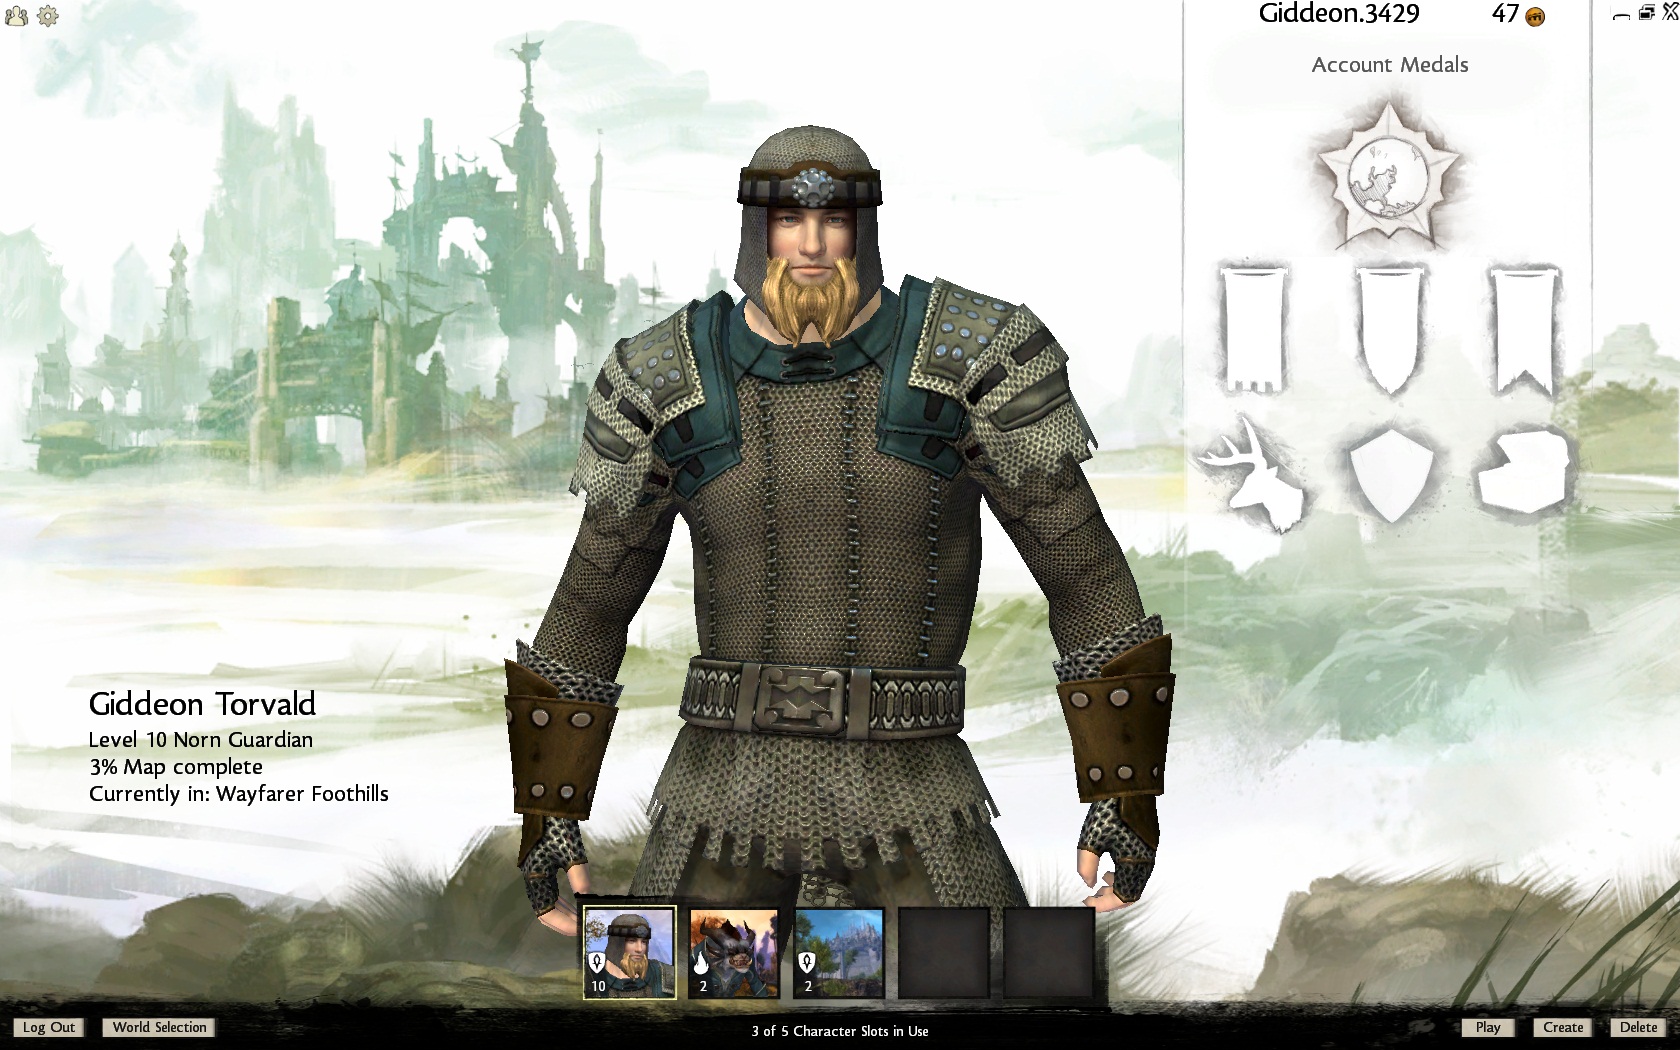 Giddeon.3429
47
Account Medals
Giddeon Torvald
Level 10 Norn Guardian
3% Map complete
Currently in: Wayfarer Foothills
10
2
2
Log Out
World Selection
3 of 5 Character Slots in Use
Play
Create
Delete